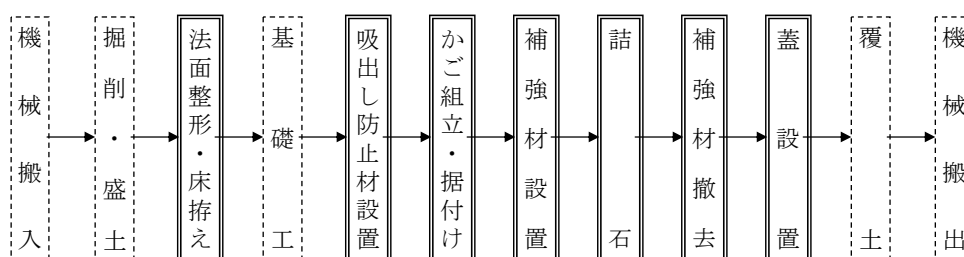 機械搬入
掘削・盛土
法面整形・床拵え
基礎工
吸出し防止材設置
かご組立・据付け
補強材設置
詰石
補強材撤去
蓋設置
覆土
機械搬出